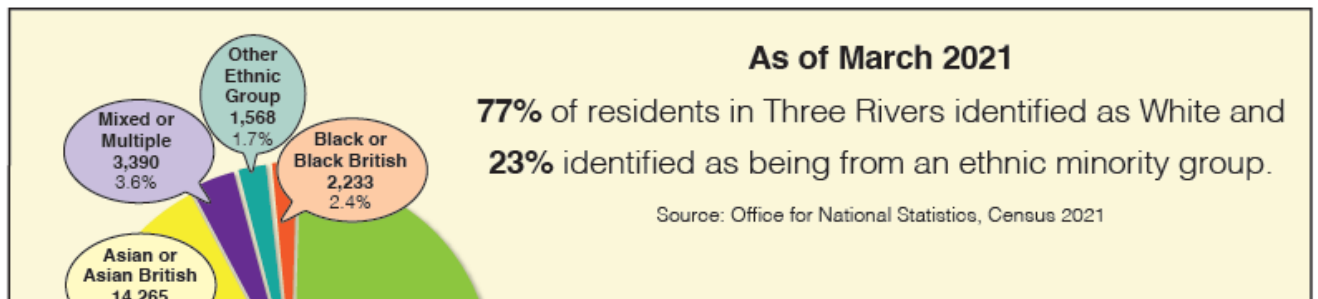 As of March 2021
77% of residents in Three Rivers identified as White and
23% identified as being from an ethnic minority group.
Source: Office for National Statistics, Census 2021
Other
Ethnic
Group
1,568
1.7%
Mixed or
Multiple
3,390
3.6%
Black or
Black British
2,233
2.4%
Asian or
Asian British
14,265